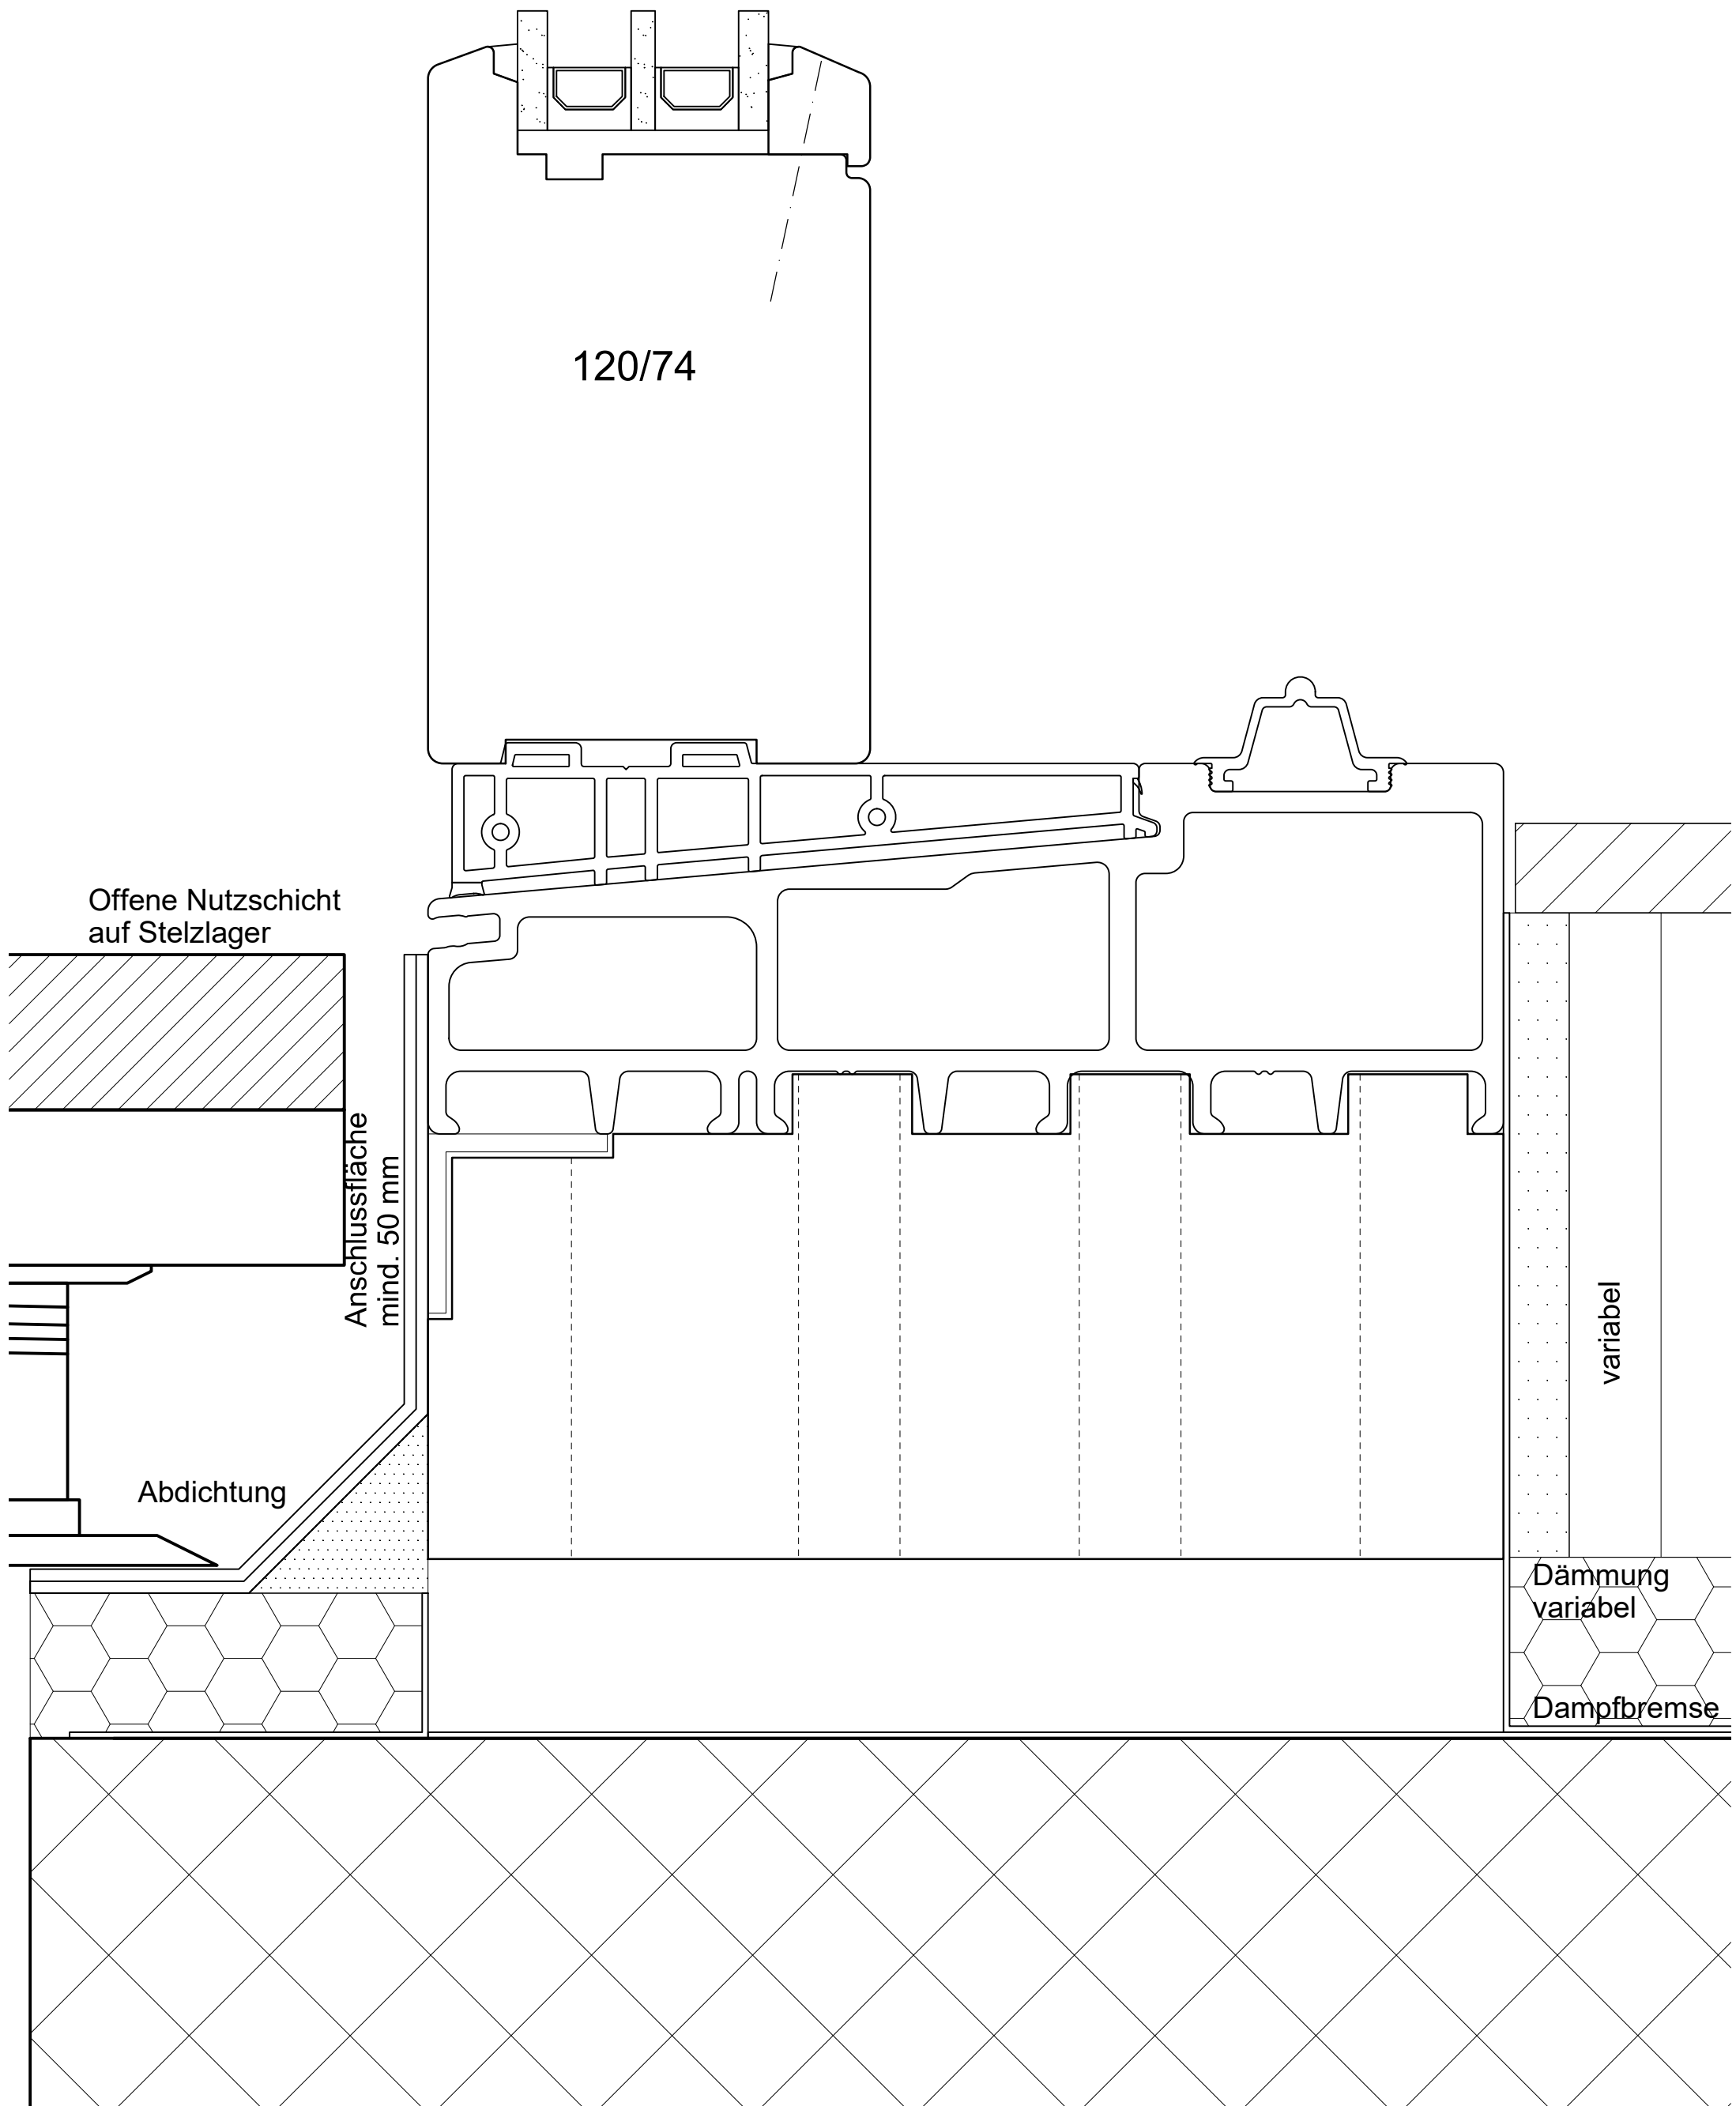 120/74
Offene Nutzschicht
auf Stelzlager
Anschlussfläche
mind. 50 mm
variabel
Abdichtung
Dämmung
variabel
Dampfbremse